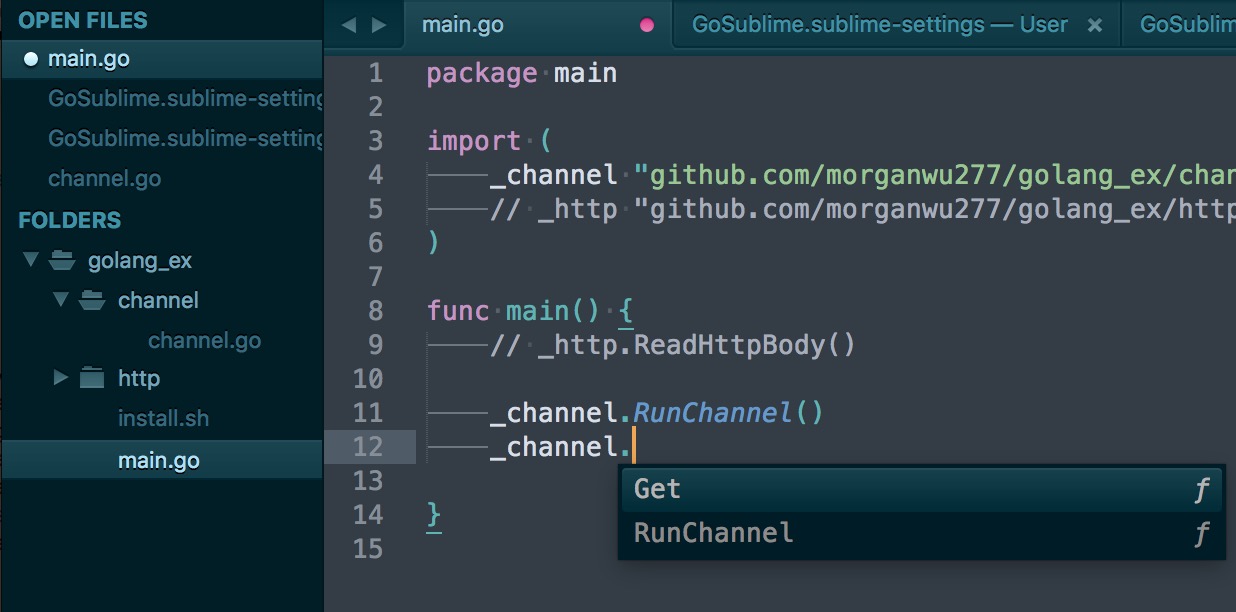 OPEN FILES
main.go
GoSublime.sublime-setting
GoSublime.sublime-setting
channel.go
FOLDERS
golang_ex
channel
channel.go
http
install.sh
main.go
main.go
GoSublime.sublime-settings — User
GoSublim
1 package main
2
3 import (
4 _channel "github.com/morganwu277/golang_ex/chan
5 // _http "github.com/morganwu277/golang_ex/http
6 )
7
8 func main() {
9 // _http.ReadHttpBody()
10
11 _channel.RunChannel()
12 _channel.
13
14 }
15
Get ƒ
RunChannel ƒ